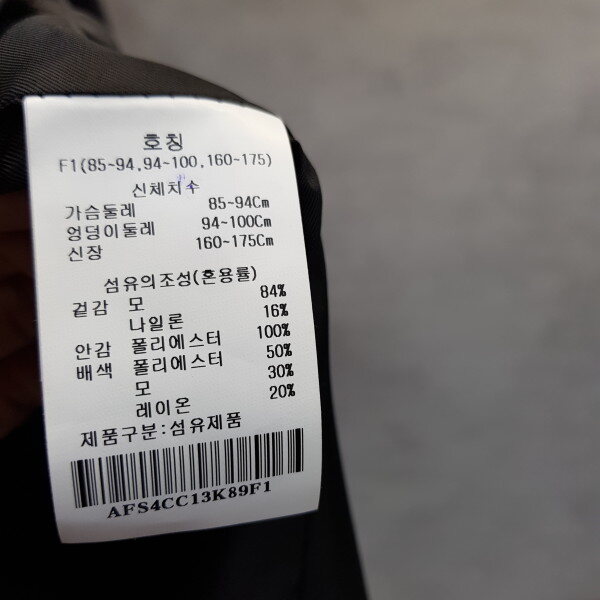 호칭
F1(85~94,94~100,160~175)
신체치수
가슴둘레 85~94Cm
엉덩이둘레 94~100Cm
신장 160~175Cm
섬유의조성(혼용률)
겉감 모 84%
나일론 16%
안감 폴리에스터 100%
배색 폴리에스터 50%
모 30%
레이온 20%
제품구분:섬유제품
AFS4CC13K89F1